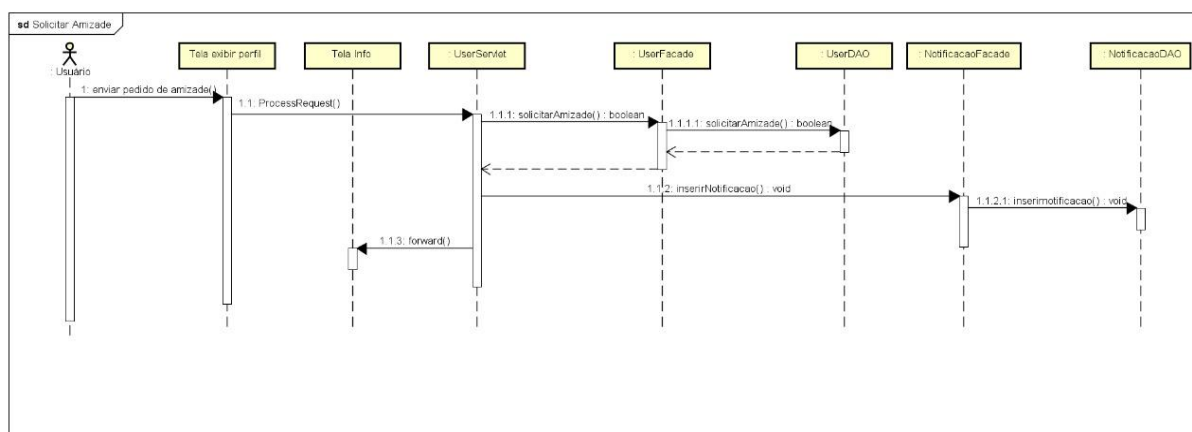 sd Solicitar Amizade
: Usuário
Tela exibir perfil
Tela Info
: UserServlet
: UserFacade
: UserDAO
: NotificacaoFacade
: NotificacaoDAO
1: enviar pedido de amizade()
1.1: ProcessRequest()
1.1.1: solicitarAmizade() : boolean
1.1.1.1: solicitarAmizade() : boolean
1.1.2: inserirNotificacao() : void
1.1.2.1: inserirnotificacao() : void
1.1.3: forward()